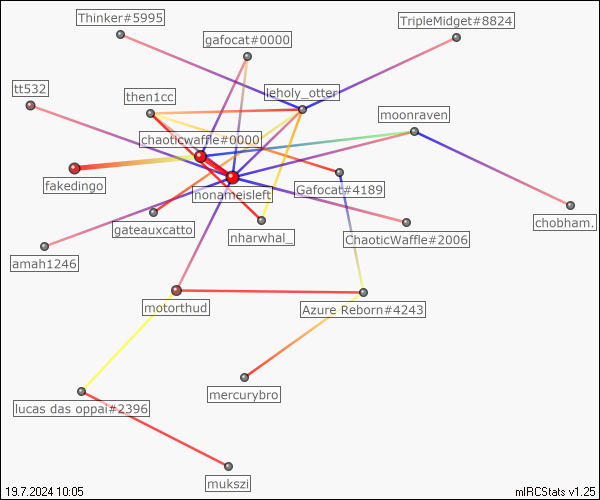 Thinker#5995
TripleMidget#8824
gafocat#0000
tt532
then1cc
leholy_otter
moonraven
chaoticwaffle#0000
fakedingo
nonameisleft
Gafocat#4189
gateauxcatto
chobham.
nharwhal_
ChaoticWaffle#2006
amah1246
motorthud
Azure Reborn#4243
mercurybro
lucas das oppai#2396
mukszi
19.7.2024 10:05
mIRCStats v1.25